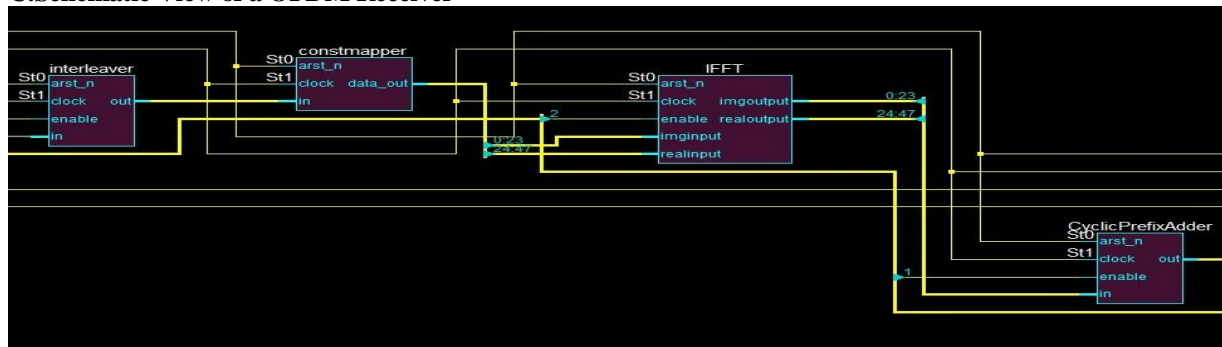 interleaver
St0
arst_n
St1
clock out
enable
in
constmapper
St0
arst_n
St1
clock data_out
in
0:23
24:47
2
IFFT
St0
arst_n
St1
clock imgoutput
enable realoutput
imginput
realinput
0:23
24:47
CyclicPrefixAdder
St0
arst_n
St1
clock out
1
enable
in